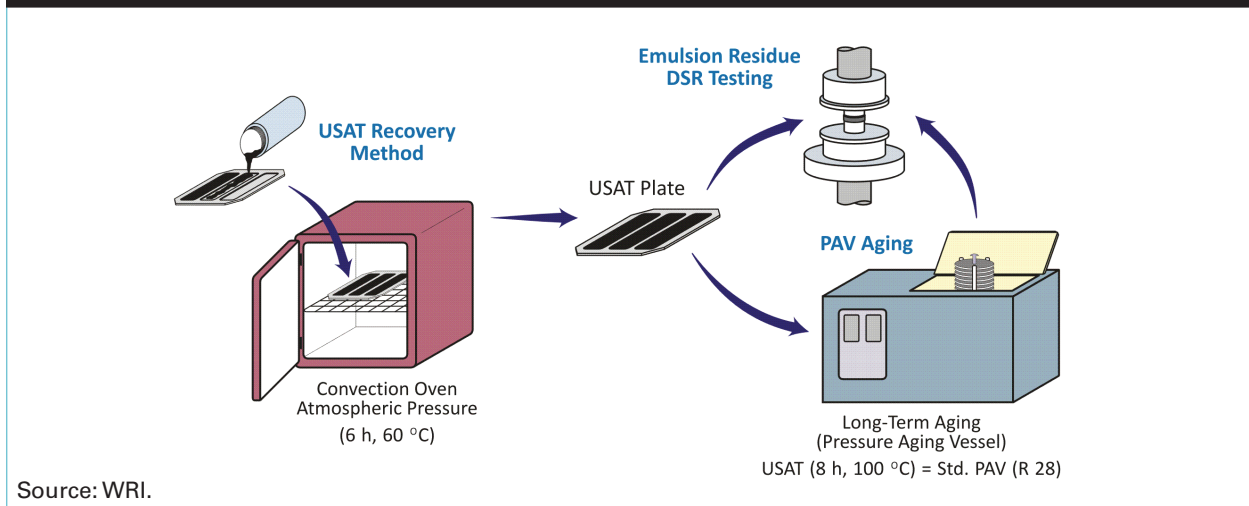 USAT Recovery
Method
Convection Oven
Atmospheric Pressure
(6 h, 60 °C)
USAT Plate
Emulsion Residue
DSR Testing
PAV Aging
Long-Term Aging
(Pressure Aging Vessel)
USAT (8 h, 100 °C) = Std. PAV (R 28)
Source: WRI.